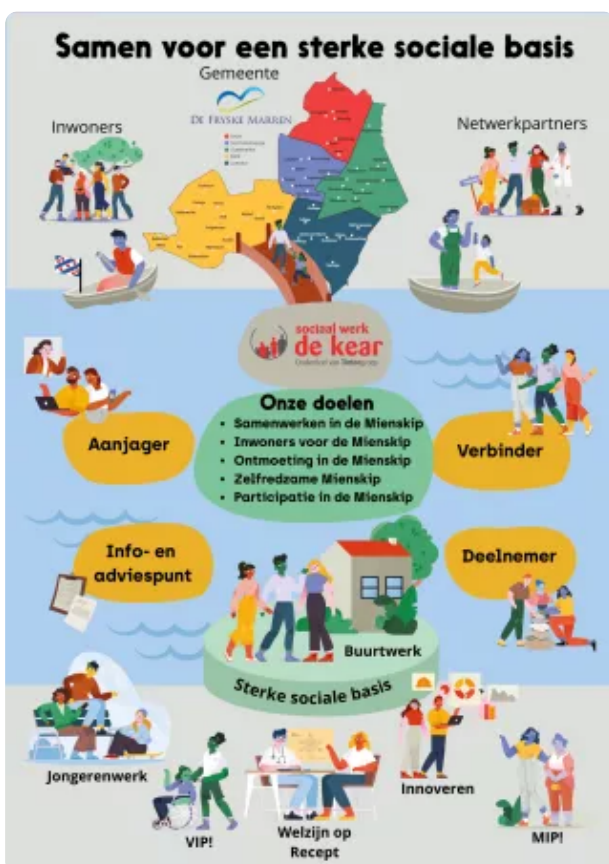 Samen voor een sterke sociale basis
Gemeente
DE FRYSKE MARREN
Inwoners
Netwerkpartners
sociaal werk
de kear
Onze doelen
• Samenwerken in de Mienskip
• Inwoners voor de Mienskip
• Ontmoeting in de Mienskip
• Zelfredzame Mienskip
• Participatie in de Mienskip
Aanjager
Verbinder
Info- en
adviespunt
Deelnemer
Buurtwerk
Sterke sociale basis
Jongerenwerk
VIP!
Welzijn op
Recept
Innoveren
MIP!